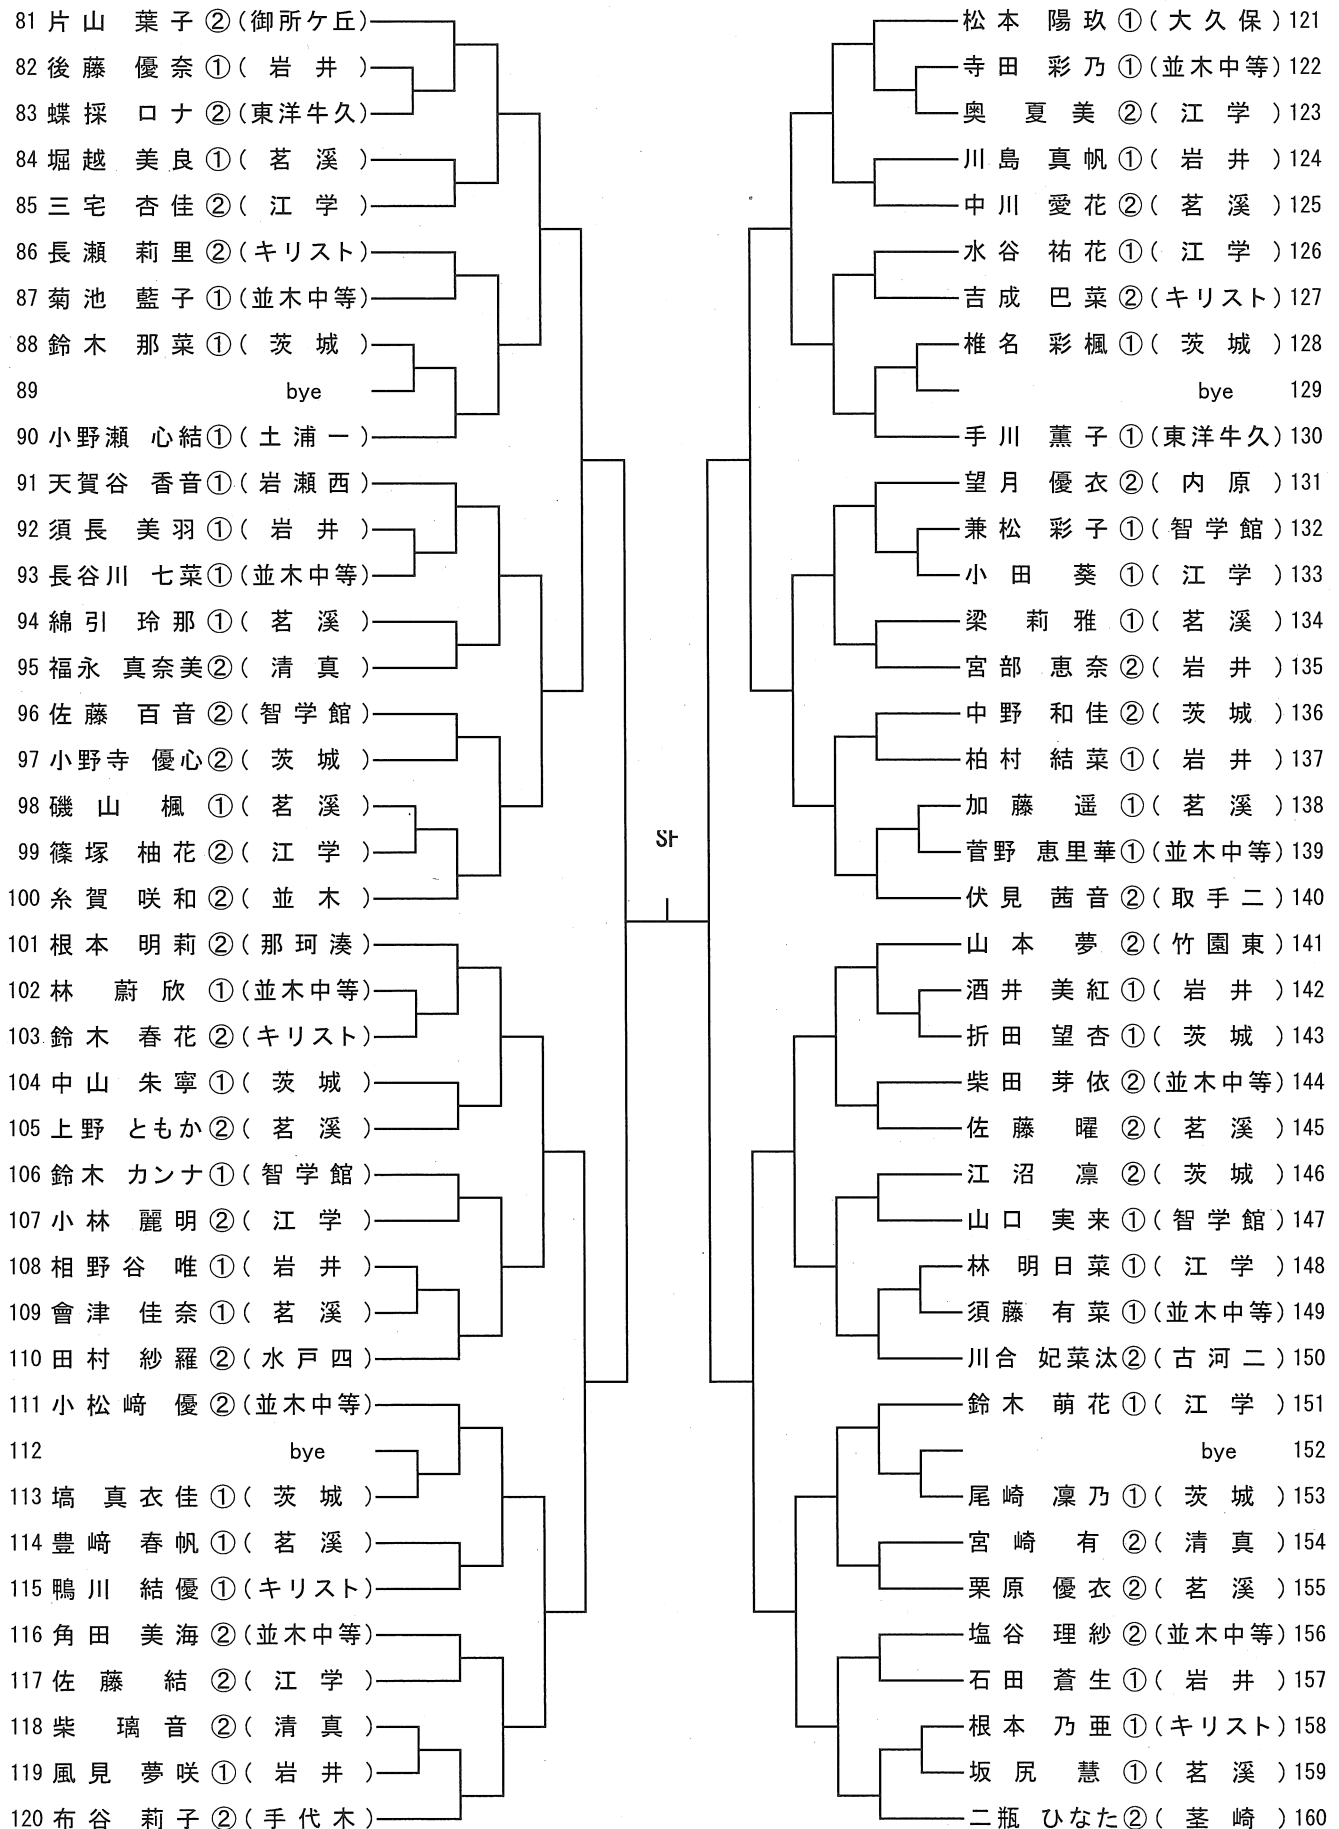 81 片山 葉子 ② (御所ケ丘)
82 後藤 優奈 ① (岩井)
83 蝶採 ロナ ② (東洋牛久)
84 堀越 美良 ① (茗溪)
85 三宅 杏佳 ② (江学)
86 長瀬 莉里 ② (キリスト)
87 菊池 藍子 ① (並木中等)
88 鈴木 那菜 ① (茨城)
89 bye
90 小野瀬 心結 ① (土浦一)
91 天賀谷 香音 ① (岩瀬西)
92 須長 美羽 ① (岩井)
93 長谷川 七菜 ① (並木中等)
94 綿引 玲那 ① (茗溪)
95 福永 真奈美 ② (清真)
96 佐藤 百音 ② (智学館)
97 小野寺 優心 ② (茨城)
98 磯山 楓 ① (茗溪)
99 篠塚 柚花 ② (江学)
100 糸賀 咲和 ② (並木)
101 根本 明莉 ② (那珂湊)
102 林 蔚欣 ① (並木中等)
103 鈴木 春花 ② (キリスト)
104 中山 朱寧 ① (茨城)
105 上野 ともか ② (茗溪)
106 鈴木 カンナ ① (智学館)
107 小林 麗明 ② (江学)
108 相野谷 唯 ① (岩井)
109 會津 佳奈 ① (茗溪)
110 田村 紗羅 ② (水戸四)
111 小松﨑 優 ② (並木中等)
112 bye
113 塙 真衣佳 ① (茨城)
114 豊﨑 春帆 ① (茗溪)
115 鴨川 結優 ① (キリスト)
116 角田 美海 ② (並木中等)
117 佐藤 結 ② (江学)
118 柴 璃音 ② (清真)
119 風見 夢咲 ① (岩井)
120 布谷 莉子 ② (手代木)
SF
松本 陽玖 ① (大久保) 121
寺田 彩乃 ① (並木中等) 122
奥 夏美 ② (江学) 123
川島 真帆 ① (岩井) 124
中川 愛花 ② (茗溪) 125
水谷 祐花 ① (江学) 126
吉成 巴菜 ② (キリスト) 127
椎名 彩楓 ① (茨城) 128
bye 129
手川 薫子 ① (東洋牛久) 130
望月 優衣 ② (内原) 131
兼松 彩子 ① (智学館) 132
小田 葵 ① (江学) 133
梁 莉雅 ① (茗溪) 134
宮部 恵奈 ② (岩井) 135
中野 和佳 ② (茨城) 136
柏村 結菜 ① (岩井) 137
加藤 遥 ① (茗溪) 138
菅野 恵里華 ① (並木中等) 139
伏見 茜音 ② (取手二) 140
山本 夢 ② (竹園東) 141
酒井 美紅 ① (岩井) 142
折田 望杏 ① (茨城) 143
柴田 芽依 ② (並木中等) 144
佐藤 曜 ② (茗溪) 145
江沼 凛 ② (茨城) 146
山口 実来 ① (智学館) 147
林 明日菜 ① (江学) 148
須藤 有菜 ① (並木中等) 149
川合 妃菜汰 ② (古河二) 150
鈴木 萌花 ① (江学) 151
bye 152
尾崎 凜乃 ① (茨城) 153
宮崎 有 ② (清真) 154
栗原 優衣 ② (茗溪) 155
塩谷 理紗 ② (並木中等) 156
石田 蒼生 ① (岩井) 157
根本 乃亜 ① (キリスト) 158
坂尻 慧 ① (茗溪) 159
二瓶 ひなた ② (茎崎) 160